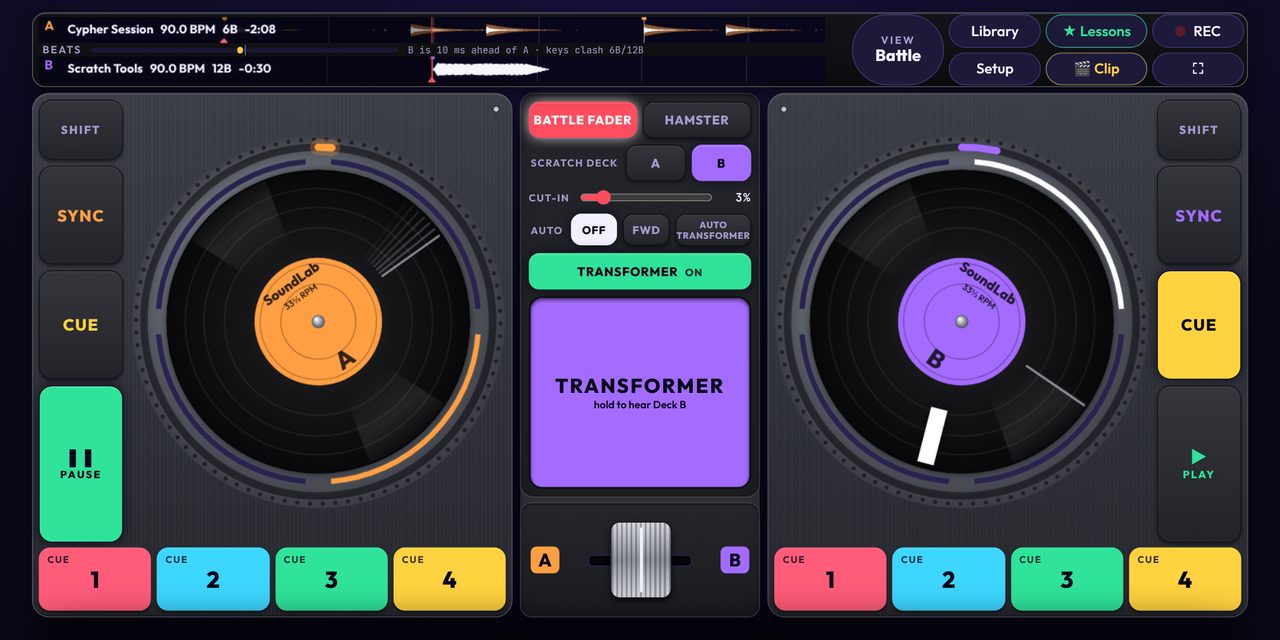 A Cypher Session 90.0 BPM 6B -2:08
BEATS B is 10 ms ahead of A · keys clash 6B/12B
B Scratch Tools 90.0 BPM 12B -0:30
VIEW
Battle
Library
★ Lessons
REC
Setup
🎬 Clip
SHIFT
SYNC
CUE
PAUSE
SoundLab
33⅓ RPM
A
CUE
1
CUE
2
CUE
3
CUE
4
BATTLE FADER
HAMSTER
SCRATCH DECK A B
CUT-IN 3%
AUTO OFF FWD AUTO
TRANSFORMER
TRANSFORMER ON
TRANSFORMER
hold to hear Deck B
A
B
SoundLab
33⅓ RPM
B
SHIFT
SYNC
CUE
PLAY
CUE
1
CUE
2
CUE
3
CUE
4